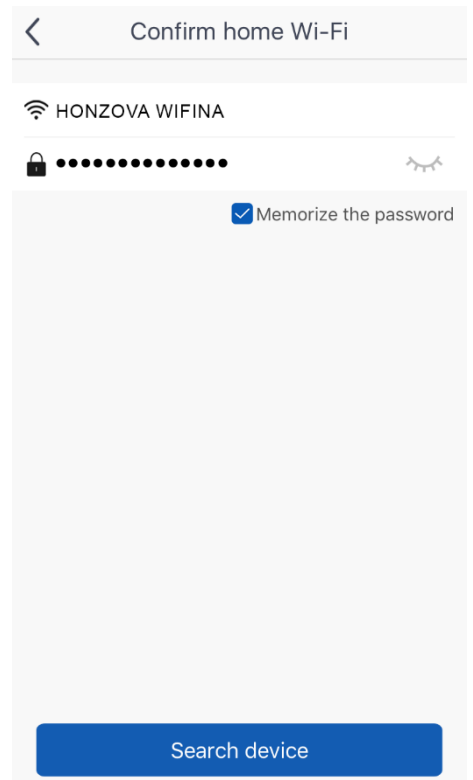 Confirm home Wi-Fi
HONZOVA WIFINA
••••••••••••••
Memorize the password
Search device